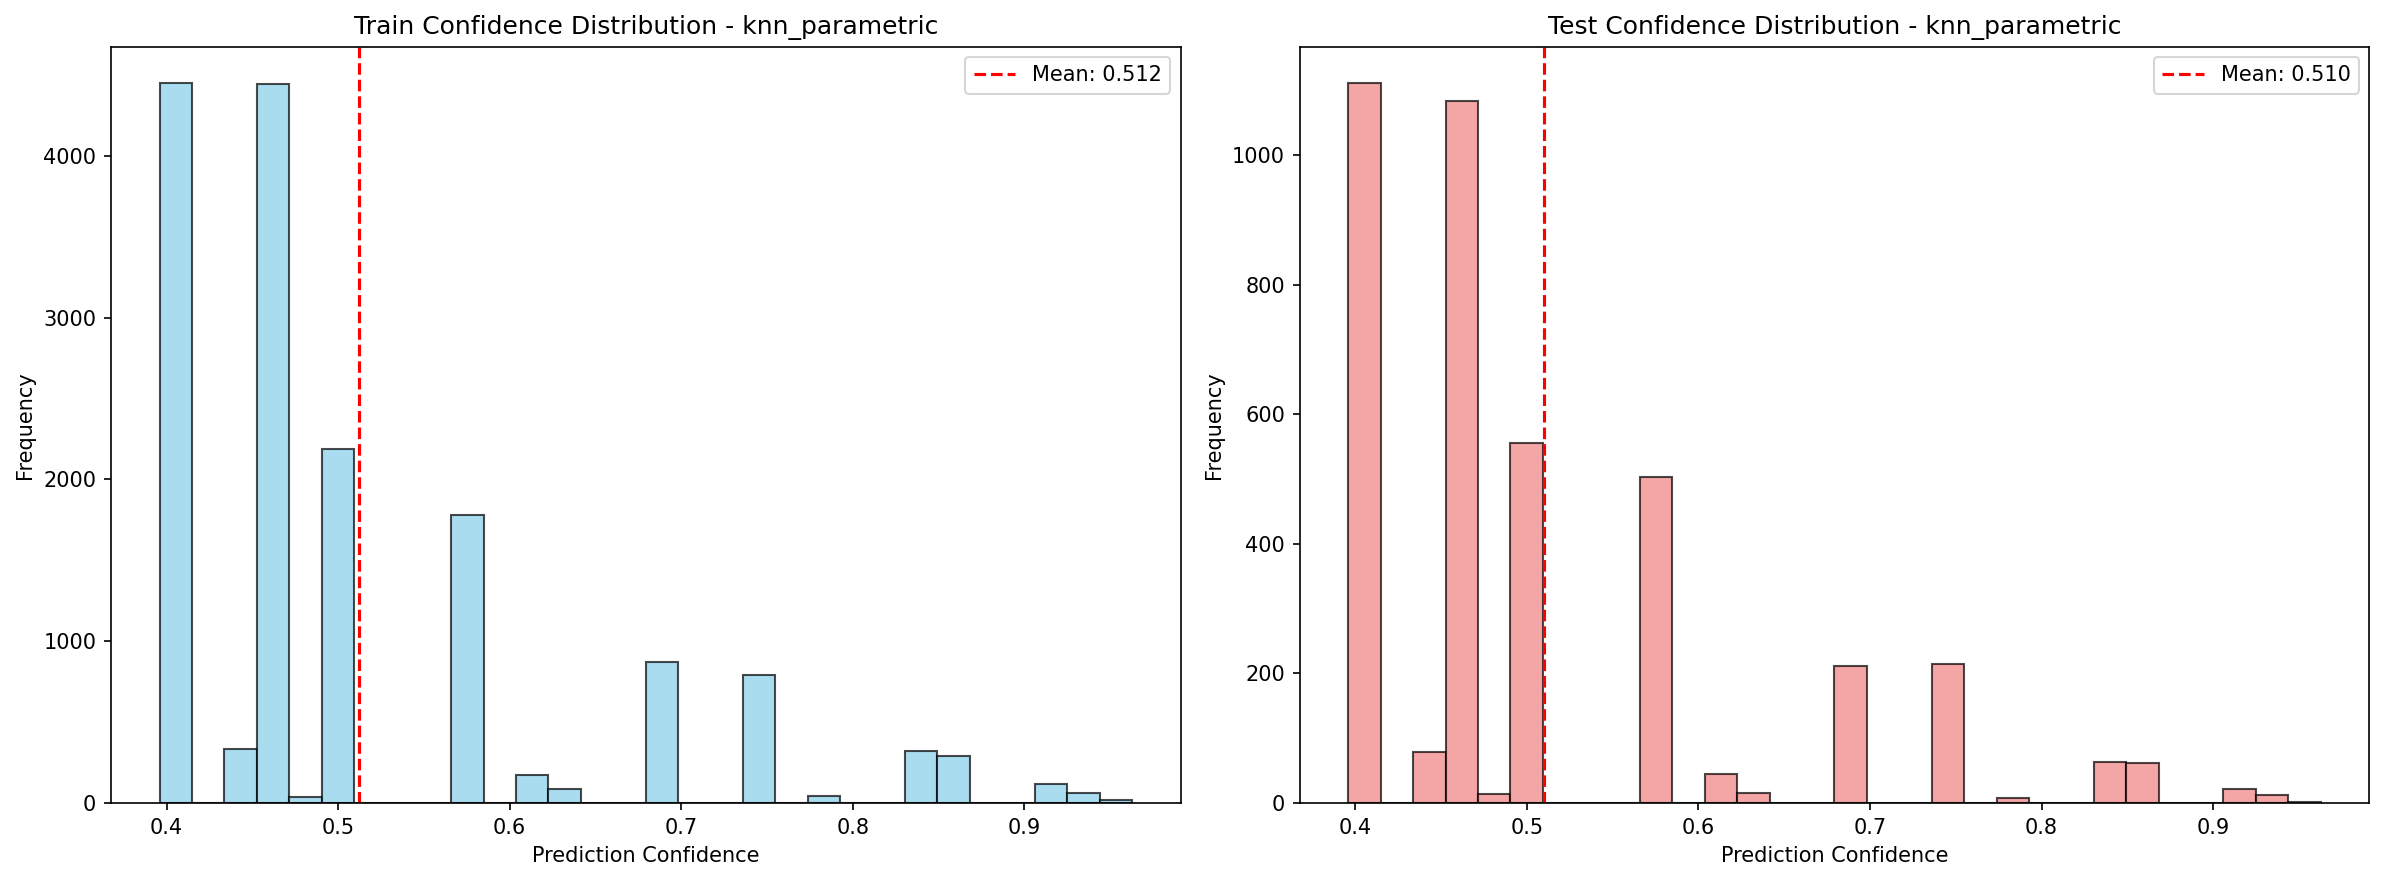 Train Confidence Distribution - knn_parametric
Mean: 0.512
Frequency
4000
3000
2000
1000
0
0.4 0.5 0.6 0.7 0.8 0.9
Prediction Confidence
Test Confidence Distribution - knn_parametric
Mean: 0.510
Frequency
1000
800
600
400
200
0
0.4 0.5 0.6 0.7 0.8 0.9
Prediction Confidence